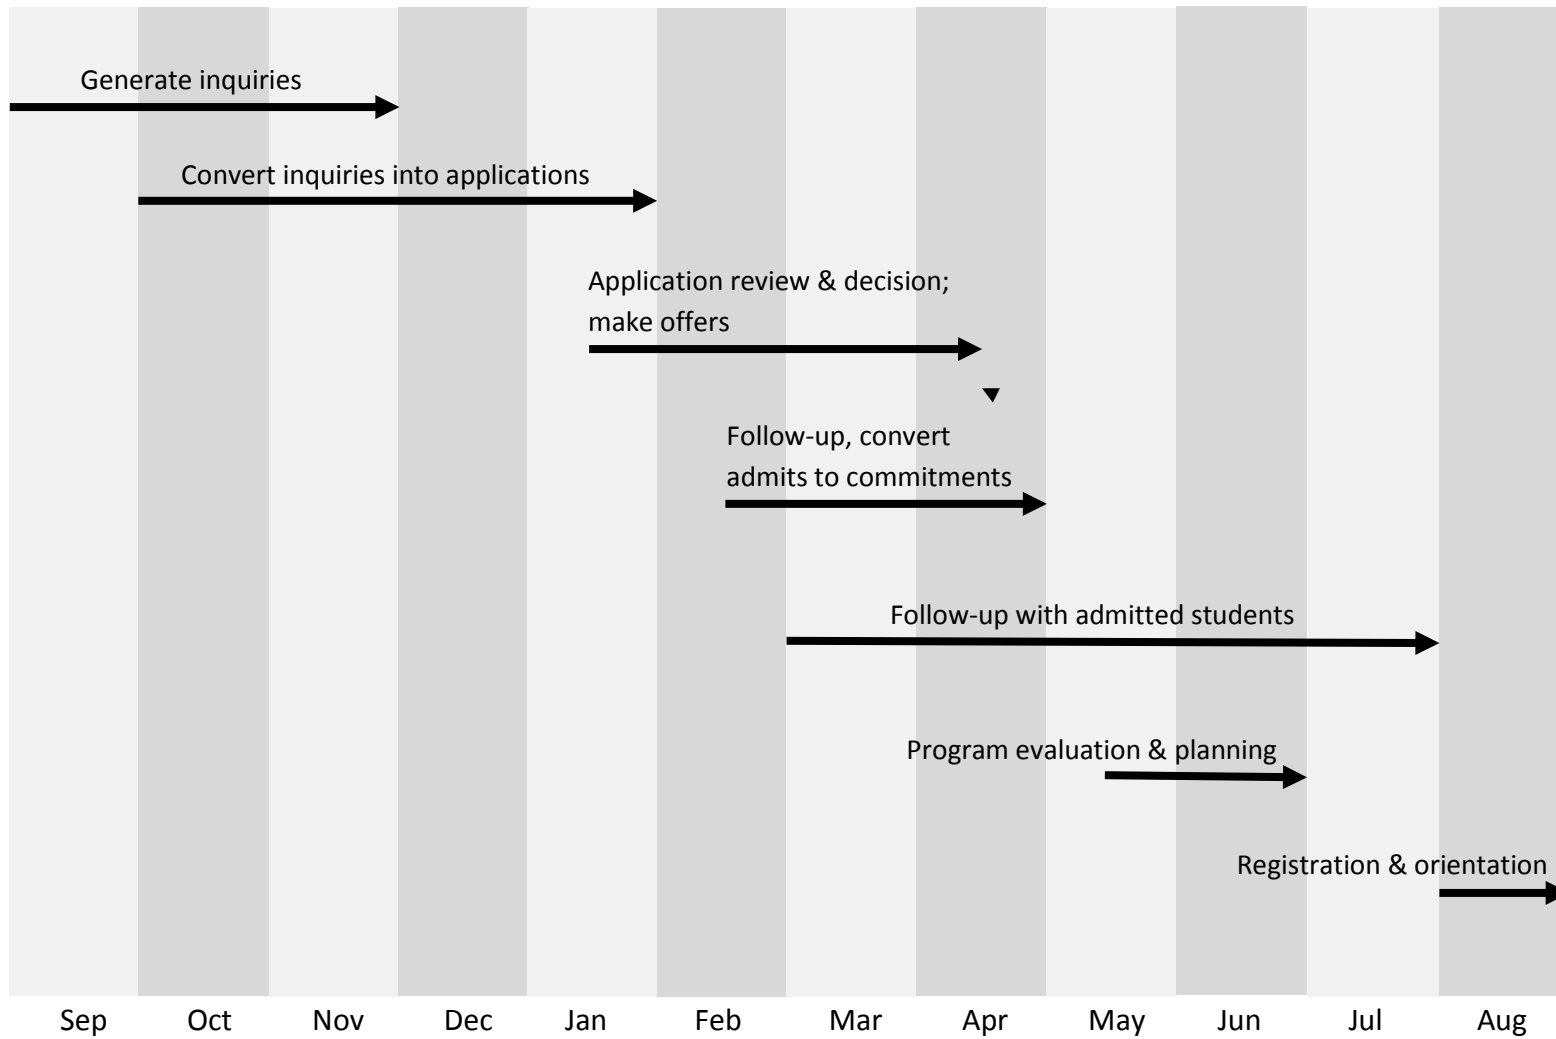 Generate inquiries
Convert inquiries into applications
Application review & decision;
make offers
Follow-up, convert
admits to commitments
Follow-up with admitted students
Program evaluation & planning
Registration & orientation
Sep Oct Nov Dec Jan Feb Mar Apr May Jun Jul Aug